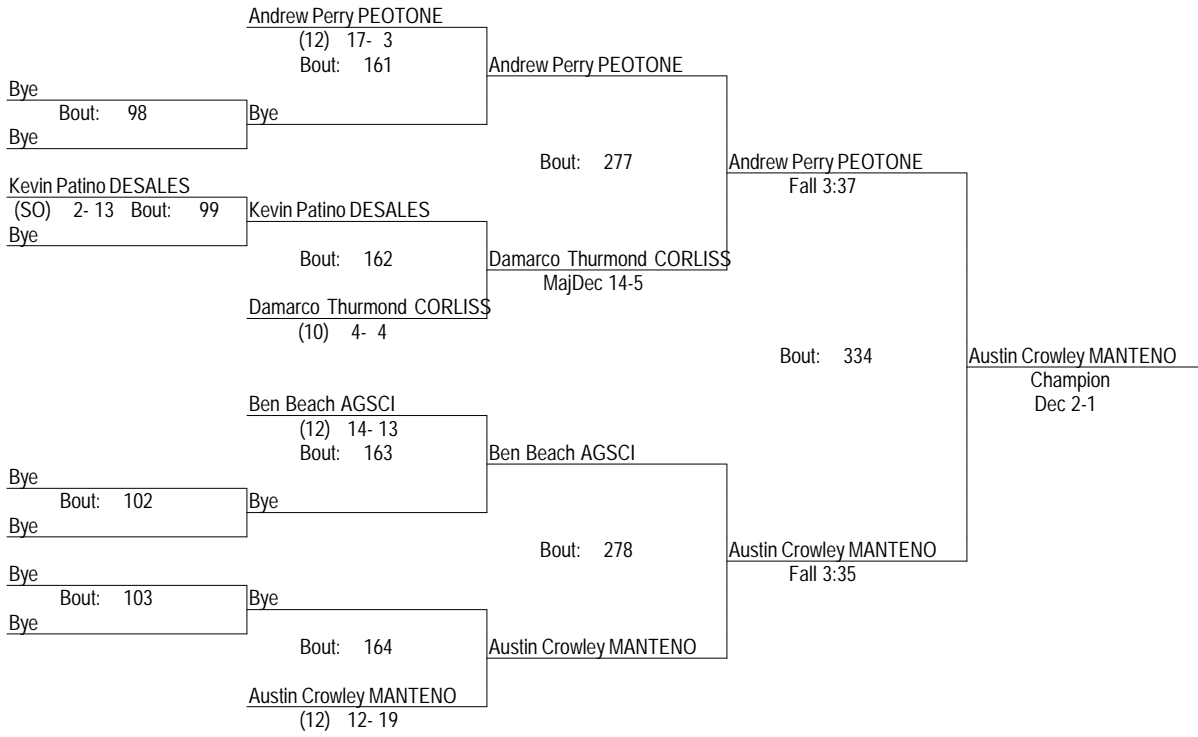 Andrew Perry PEOTONE
(12) 17- 3
Bout: 161
Andrew Perry PEOTONE
Bye
Bout: 98
Bye
Bye
Bout: 277
Andrew Perry PEOTONE
Fall 3:37
Kevin Patino DESALES
(SO) 2- 13 Bout: 99
Kevin Patino DESALES
Bye
Bout: 162
Damarco Thurmond CORLISS
MajDec 14-5
Damarco Thurmond CORLISS
(10) 4- 4
Bout: 334
Austin Crowley MANTENO
Champion
Dec 2-1
Ben Beach AGSCI
(12) 14- 13
Bout: 163
Ben Beach AGSCI
Bye
Bout: 102
Bye
Bye
Bout: 278
Austin Crowley MANTENO
Fall 3:35
Bye
Bout: 103
Bye
Bye
Bout: 164
Austin Crowley MANTENO
Austin Crowley MANTENO
(12) 12- 19